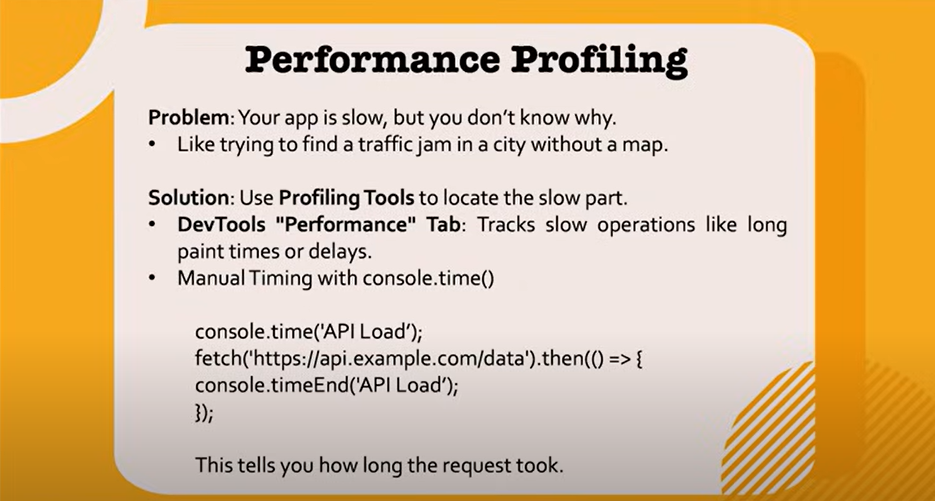 Performance Profiling
Problem: Your app is slow, but you don’t know why.
• Like trying to find a traffic jam in a city without a map.
Solution: Use Profiling Tools to locate the slow part.
• DevTools "Performance" Tab: Tracks slow operations like long
paint times or delays.
• Manual Timing with console.time()
console.time('API Load’);
fetch('https://api.example.com/data').then(() => {
console.timeEnd('API Load’);
});
This tells you how long the request took.